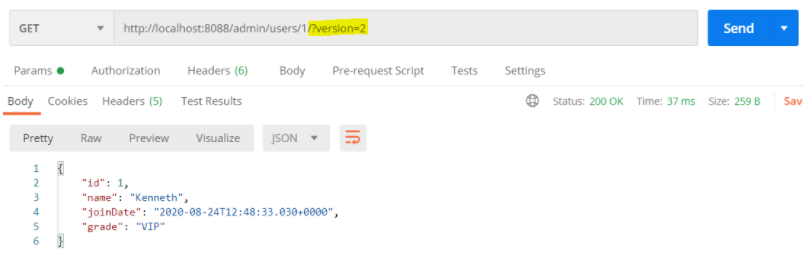 GET http://localhost:8088/admin/users/1/?version=2 Send
Params Authorization Headers (6) Body Pre-request Script Tests Settings
Body Cookies Headers (5) Test Results Status: 200 OK Time: 37 ms Size: 259 B Sav
Pretty Raw Preview Visualize JSON
1 {
2 "id": 1,
3 "name": "Kenneth",
4 "joinDate": "2020-08-24T12:48:33.030+0000",
5 "grade": "VIP"
6 }